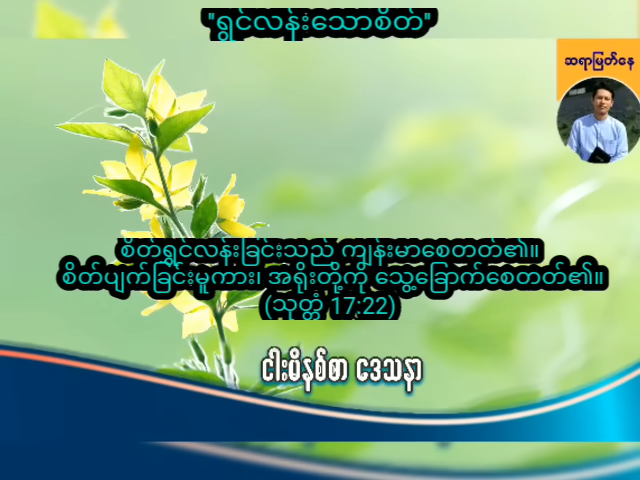 "ရွှင်လန်းသောစိတ်"
ဆရာမြတ်နေ
စိတ်ရွှင်လန်းခြင်းသည် ကျန်းမာစေတတ်၏။
စိတ်ပျက်ခြင်းမူကား၊ အရိုးတို့ကို သွေ့ခြောက်စေတတ်၏။
(သုတ္တံ 17:22)
ငါးမိနစ်စာ ဒေသနာ